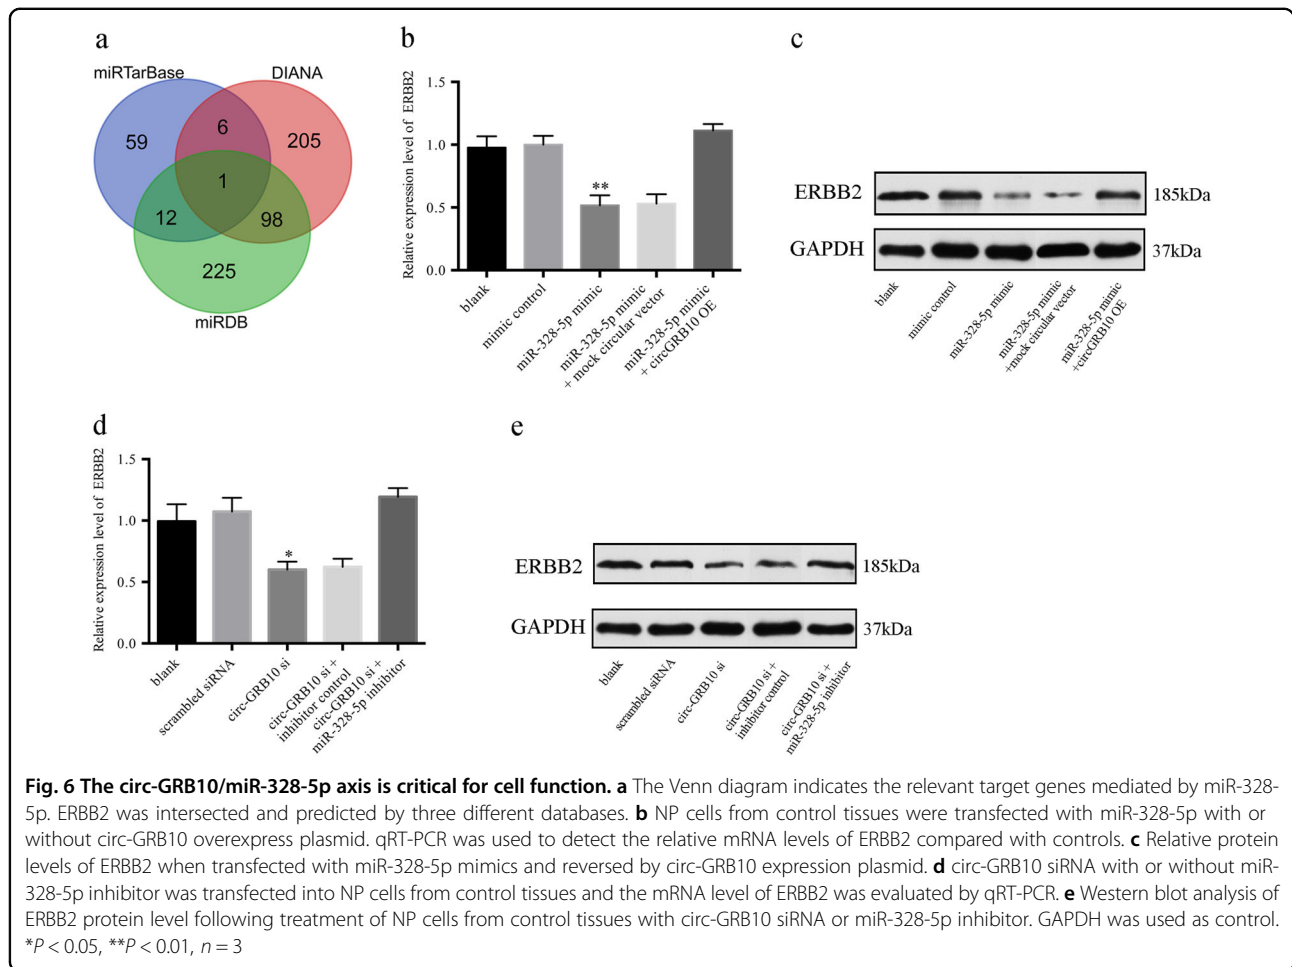 a
miRTarBase
DIANA
59
6
205
1
12
98
225
miRDB
b
Relative expression level of ERBB2
1.5
1.0
0.5
0.0
**
blank
mimic control
miR-328-5p mimic
miR-328-5p mimic
+ mock circular vector
miR-328-5p mimic
+ circGRB10 OE
c
ERBB2
185kDa
GAPDH
37kDa
blank
mimic control
miR-328-5p mimic
miR-328-5p mimic
+mock circular vector
miR-328-5p mimic
+circGRB10 OE
d
Relative expression level of ERBB2
1.5
1.0
0.5
0.0
*
blank
scrambled siRNA
circ-GRB10 si
circ-GRB10 si +
inhibitor control
circ-GRB10 si +
miR-328-5p inhibitor
e
ERBB2
185kDa
GAPDH
37kDa
blank
scrambled siRNA
circ-GRB10 si
circ-GRB10 si +
inhibitor control
circ-GRB10 si +
miR-328-5p inhibitor
Fig. 6 The circ-GRB10/miR-328-5p axis is critical for cell function. a The Venn diagram indicates the relevant target genes mediated by miR-328-
5p. ERBB2 was intersected and predicted by three different databases. b NP cells from control tissues were transfected with miR-328-5p with or
without circ-GRB10 overexpress plasmid. qRT-PCR was used to detect the relative mRNA levels of ERBB2 compared with controls. c Relative protein
levels of ERBB2 when transfected with miR-328-5p mimics and reversed by circ-GRB10 expression plasmid. d circ-GRB10 siRNA with or without miR-
328-5p inhibitor was transfected into NP cells from control tissues and the mRNA level of ERBB2 was evaluated by qRT-PCR. e Western blot analysis of
ERBB2 protein level following treatment of NP cells from control tissues with circ-GRB10 siRNA or miR-328-5p inhibitor. GAPDH was used as control.
*P < 0.05, **P < 0.01, n = 3